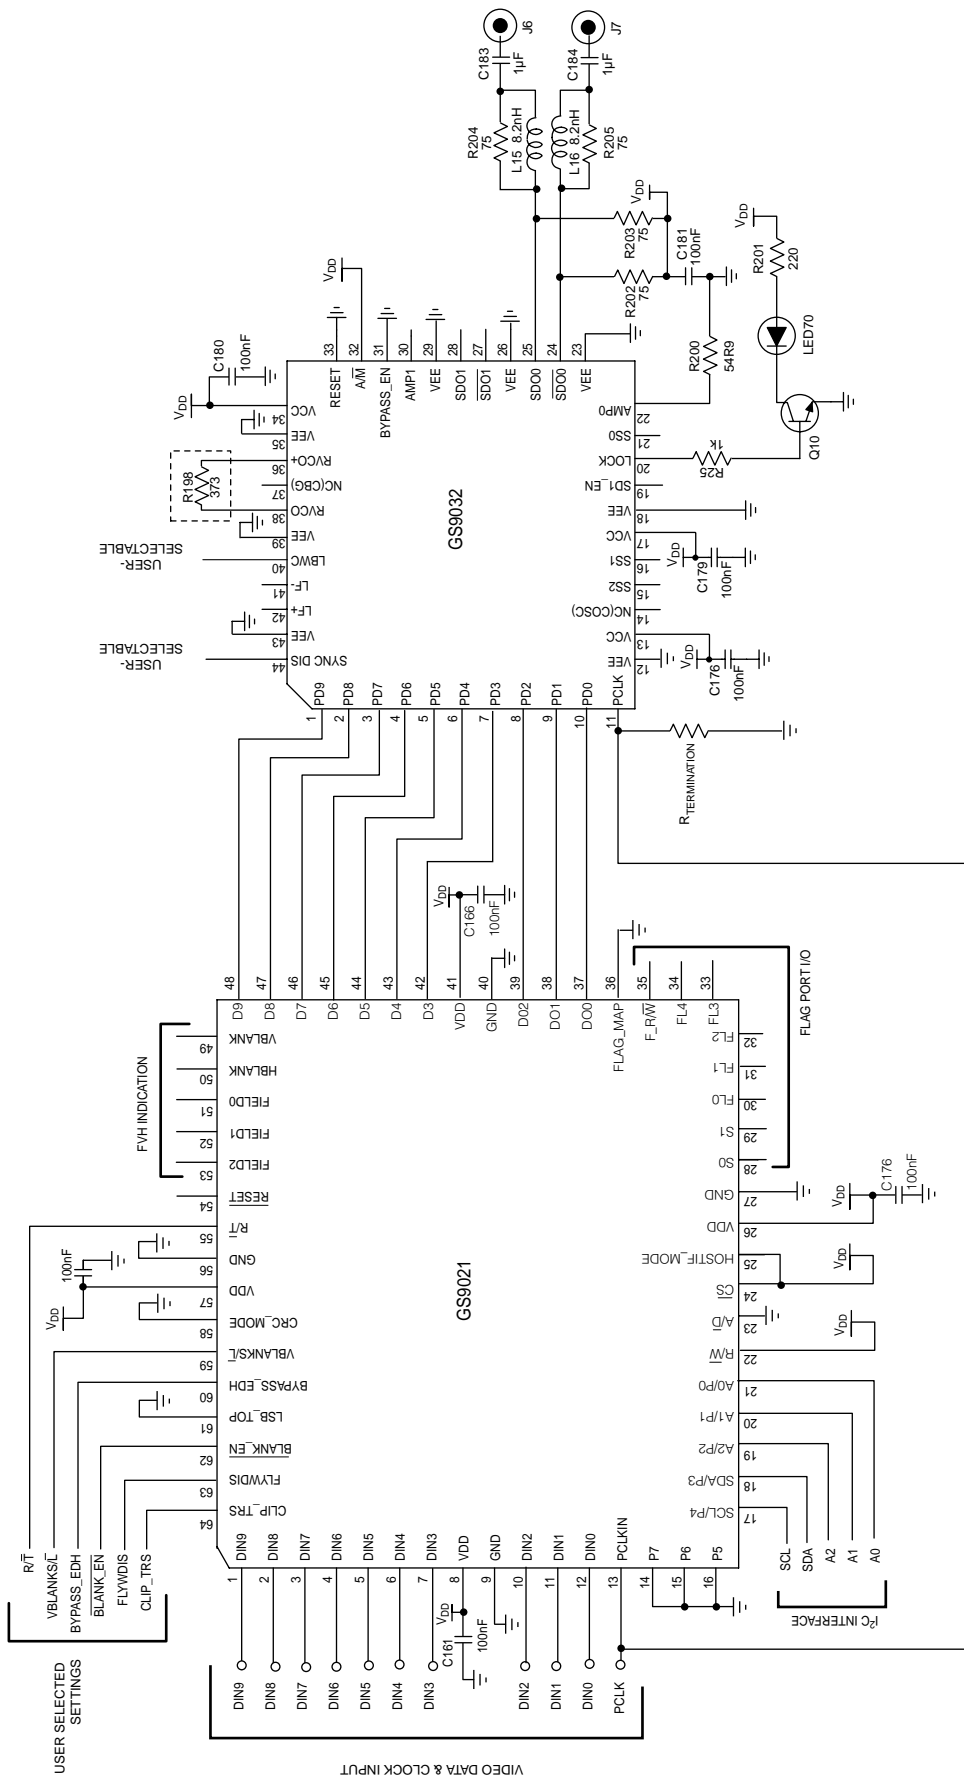 USER SELECTED
SETTINGS
R/T
VBLANKS/L
BYPASS_EDH
BLANK_EN
FLYWDIS
CLIP_TRS
VIDEO DATA & CLOCK INPUT
DIN9
DIN8
DIN7
DIN6
DIN5
DIN4
DIN3
DIN2
DIN1
DIN0
PCLK
VDD
C161
100nF
GS9021
1 DIN9
2 DIN8
3 DIN7
4 DIN6
5 DIN5
6 DIN4
7 DIN3
8 VDD
9 GND
10 DIN2
11 DIN1
12 DIN0
13 PCLKIN
14 P7
15 P6
16 P5
17 SCL/P4
18 SDA/P3
19 A2/P2
20 A1/P1
21 A0/P0
22 R/W
23 A/D
24 CS
25 HOSTIF_MODE
26 VDD
27 GND
28 S0
29 S1
30 FL0
31 FL1
32 FL2
33 FL3
34 FL4
35 F_R/W
36 FLAG_MAP
37 DO0
38 DO1
39 D02
40 GND
41 VDD
42 D3
43 D4
44 D5
45 D6
46 D7
47 D8
48 D9
49 VBLANK
50 HBLANK
51 FIELD0
52 FIELD1
53 FIELD2
54 RESET
55 R/T
56 GND
57 VDD
58 CRC_MODE
59 VBLANKS/L
60 BYPASS_EDH
61 LSB_TOP
62 BLANK_EN
63 FLYWDIS
64 CLIP_TRS
VDD
100nF
FVH INDICATION
FLAG PORT I/O
I²C INTERFACE
SCL
SDA
A2
A1
A0
VDD
VDD
VDD
C176
100nF
VDD
C166
100nF
RTERMINATION
GS9032
1 PD9
2 PD8
3 PD7
4 PD6
5 PD5
6 PD4
7 PD3
8 PD2
9 PD1
10 PD0
11 PCLK
12 VEE
13 VCC
14 NC(COSC)
15 SS2
16 SS1
17 VCC
18 VEE
19 SD1_EN
20 LOCK
21 SS0
22 AMP0
23 VEE
24 SDO0
25 SDO0
26 VEE
27 SDO1
28 SDO1
29 VEE
30 AMP1
31 BYPASS_EN
32 A/M
33 RESET
34 VCC
35 VEE
36 RVCO+
37 NC(CBG)
38 RVCO
39 VEE
40 LBWC
41 LF-
42 LF+
43 VEE
44 SYNC DIS
USER-
SELECTABLE
USER-
SELECTABLE
R198
373
VDD
C180
100nF
VDD
VDD
C176
100nF
VDD
C179
100nF
R25
1k
Q10
LED70
R201
220
VDD
R200
54R9
C181
100nF
VDD
R202
75
R203
75
R204
75
L15 8.2nH
L16 8.2nH
R205
75
C183
1µF
J6
C184
1µF
J7